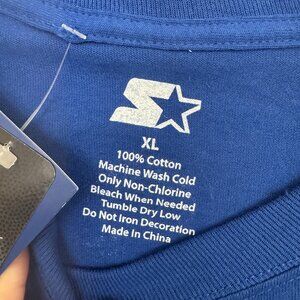 XL
100% Cotton
Machine Wash Cold
Only Non-Chlorine
Bleach When Needed
Tumble Dry Low
Do Not Iron Decoration
Made in China